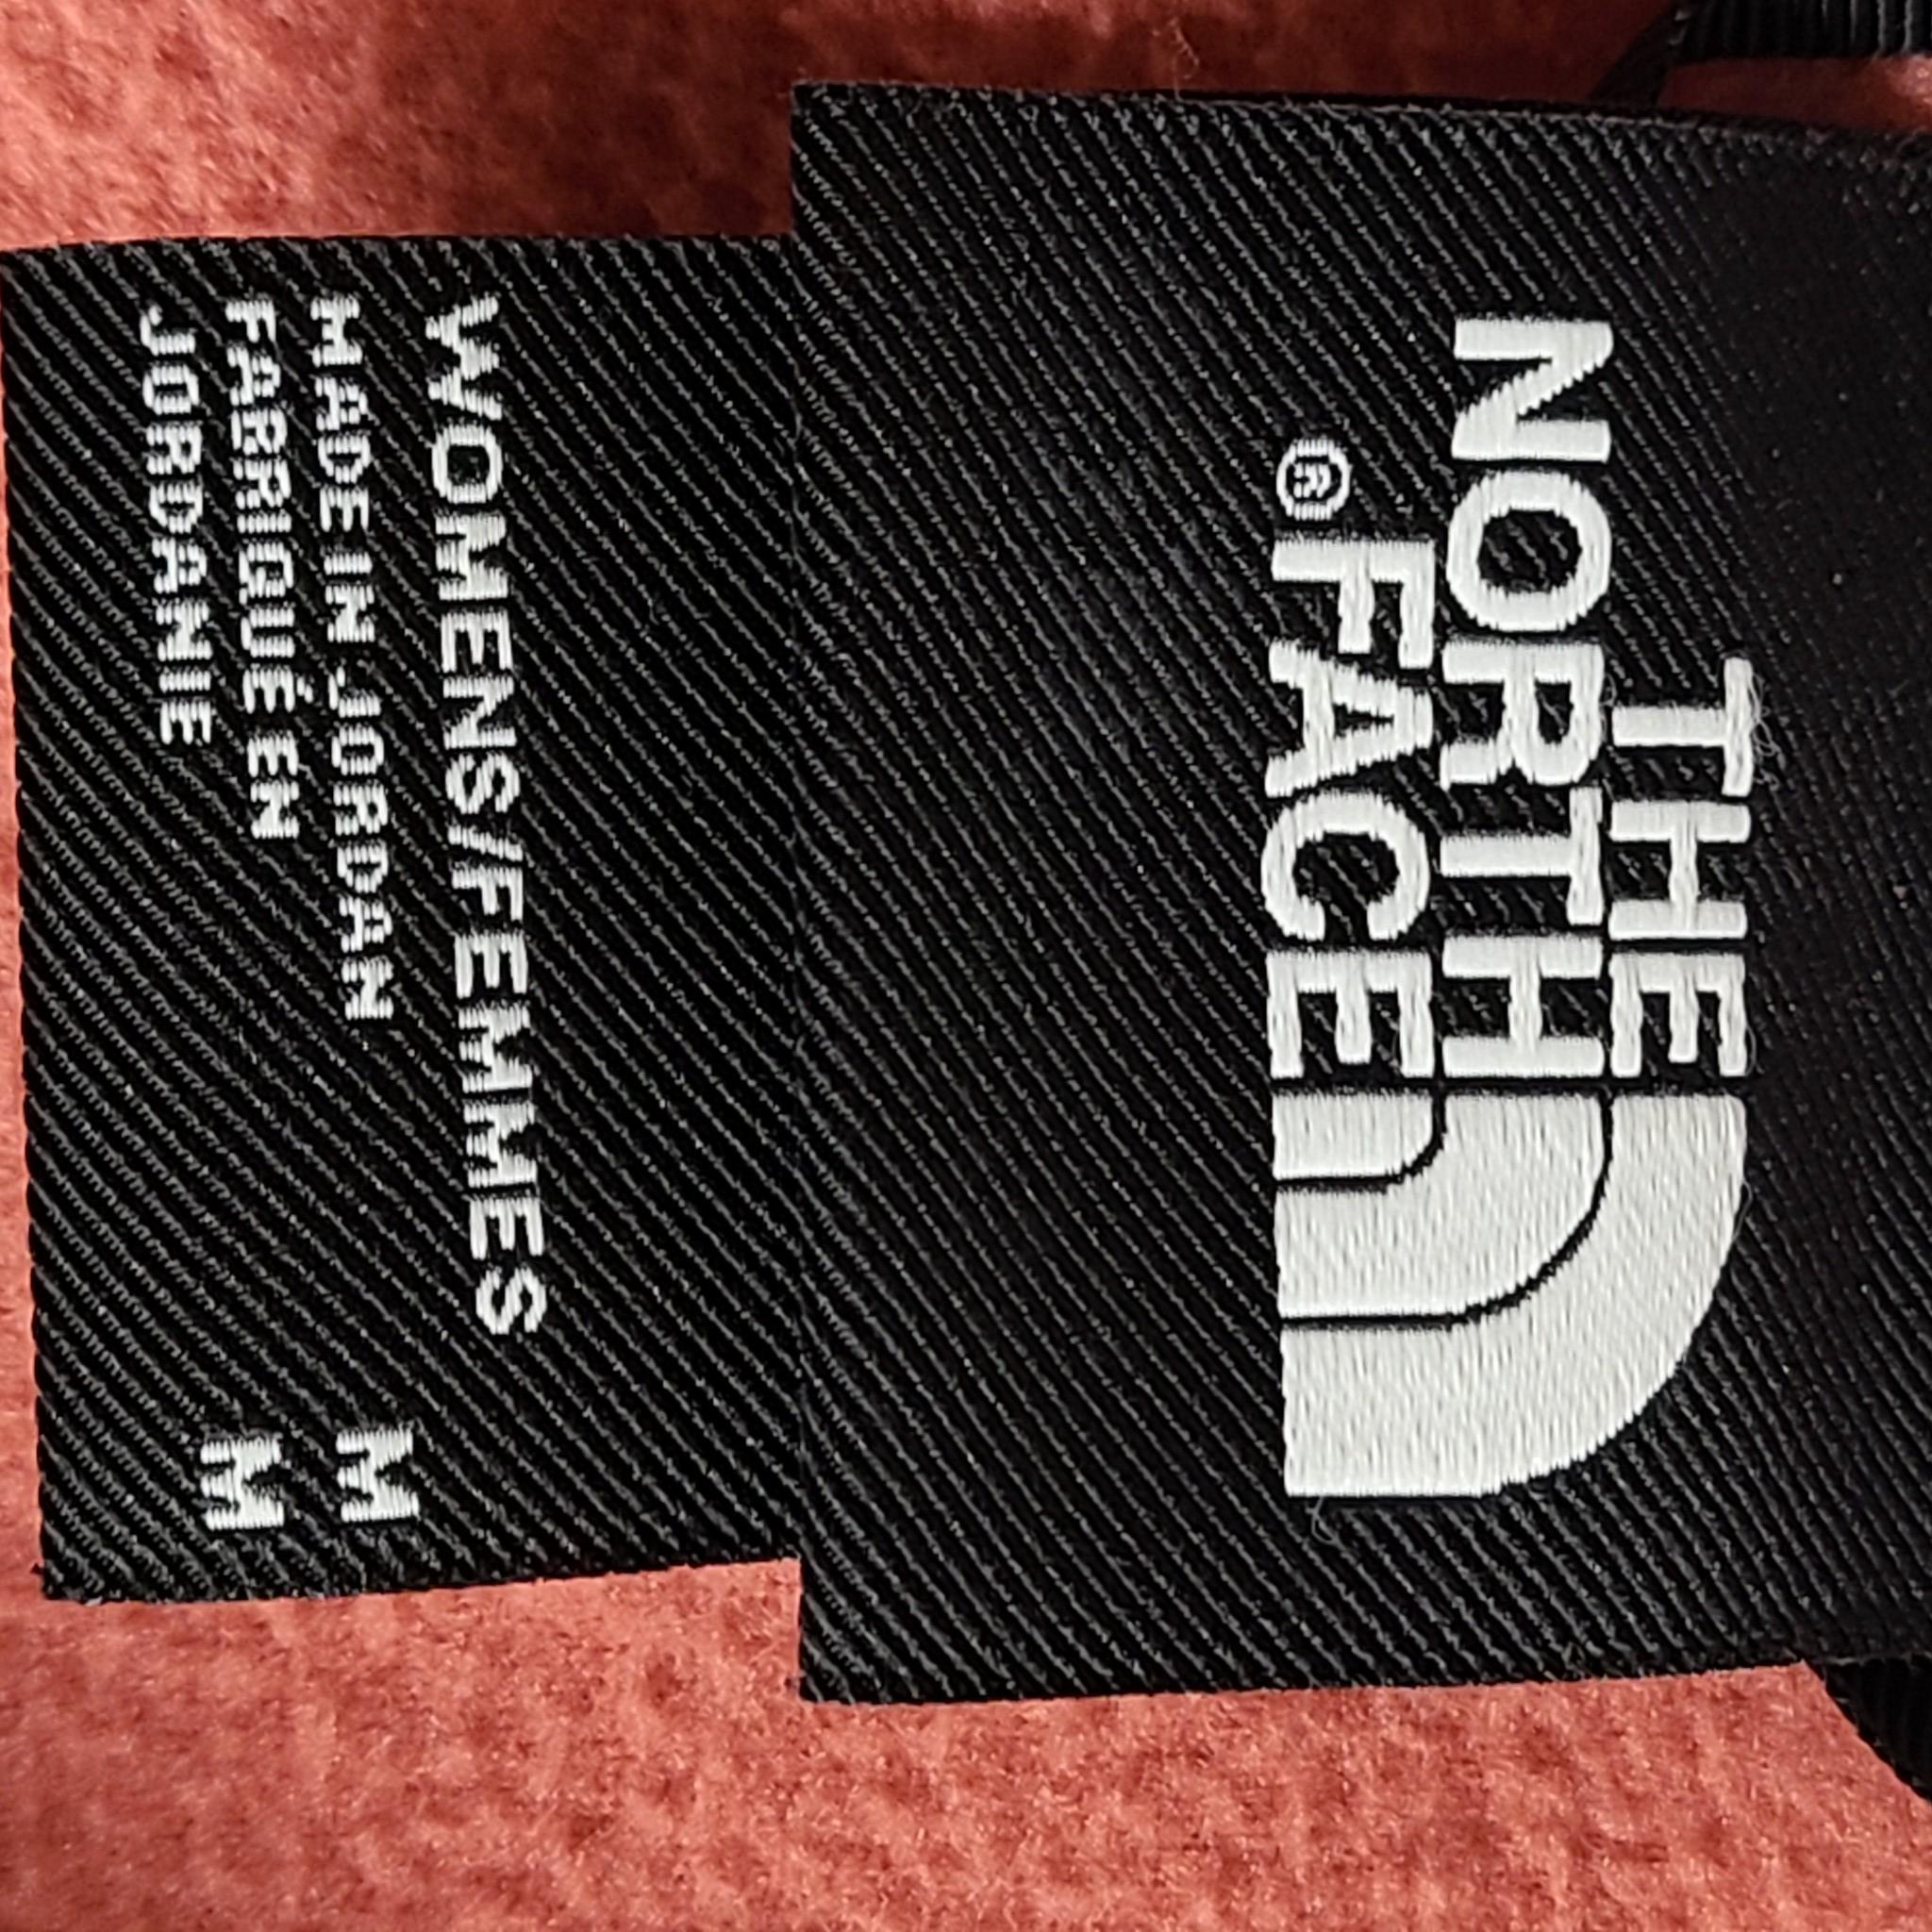 THE
NORTH
®FACE
WOMENS/FEMMES
MADE IN JORDAN
FABRIQUÉ EN
JORDANIE
M
M